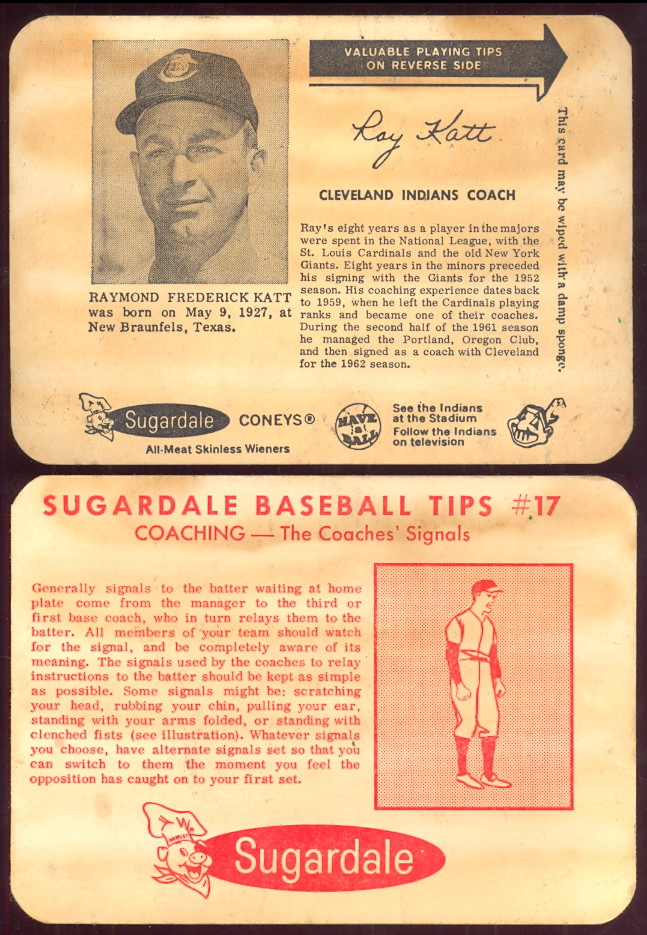 VALUABLE PLAYING TIPS
ON REVERSE SIDE
Ray Katt
CLEVELAND INDIANS COACH
Ray's eight years as a player in the majors
were spent in the National League, with the
St. Louis Cardinals and the old New York
Giants. Eight years in the minors preceded
his signing with the Giants for the 1952
season. His coaching experience dates back
to 1959, when he left the Cardinals playing
ranks and became one of their coaches.
During the second half of the 1961 season
he managed the Portland, Oregon Club,
and then signed as a coach with Cleveland
for the 1962 season.
This card may be wiped with a damp sponge.
RAYMOND FREDERICK KATT
was born on May 9, 1927, at
New Braunfels, Texas.
Sugardale CONEYS®
All-Meat Skinless Wieners
HAVE
a
BALL
See the Indians
at the Stadium
Follow the Indians
on television
SUGARDALE BASEBALL TIPS #17
COACHING — The Coaches' Signals
Generally signals to the batter waiting at home
plate come from the manager to the third or
first base coach, who in turn relays them to the
batter. All members of your team should watch
for the signal, and be completely aware of its
meaning. The signals used by the coaches to relay
instructions to the batter should be kept as simple
as possible. Some signals might be: scratching
your head, rubbing your chin, pulling your ear,
standing with your arms folded, or standing with
clenched fists (see illustration). Whatever signals
you choose, have alternate signals set so that you
can switch to them the moment you feel the
opposition has caught on to your first set.
Sugardale